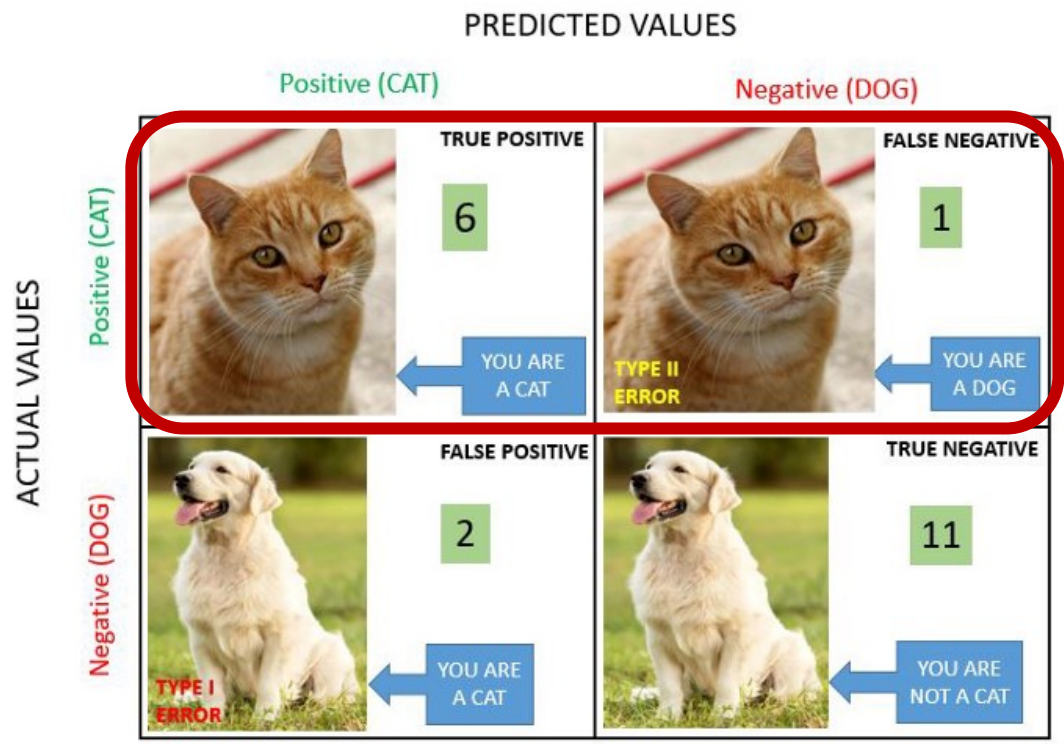 PREDICTED VALUES
Positive (CAT)
Negative (DOG)
ACTUAL VALUES
Positive (CAT)
TRUE POSITIVE
6
YOU ARE
A CAT
FALSE NEGATIVE
1
TYPE II
ERROR
YOU ARE
A DOG
Negative (DOG)
FALSE POSITIVE
2
TYPE I
ERROR
YOU ARE
A CAT
TRUE NEGATIVE
11
YOU ARE
NOT A CAT